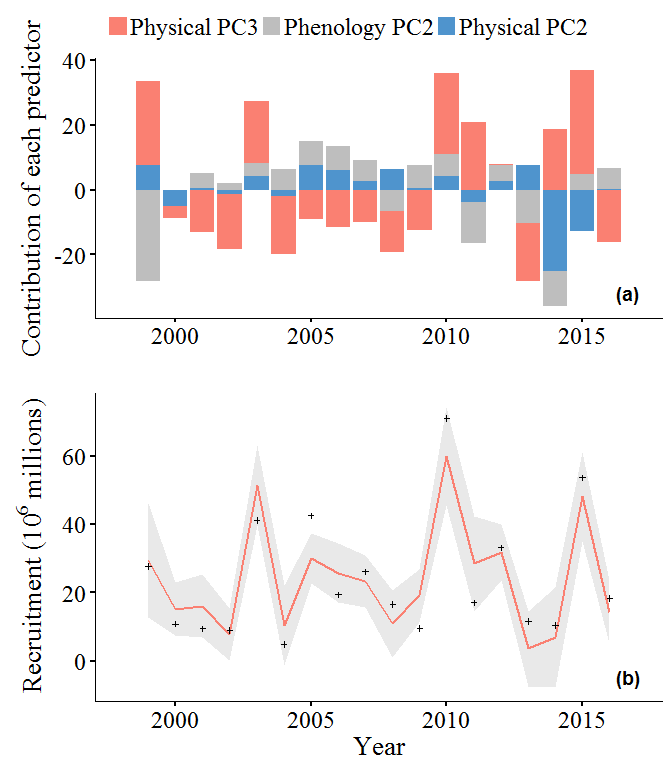 Physical PC3 Phenology PC2 Physical PC2
Contribution of each predictor
40
20
0
-20
(a)
2000 2005 2010 2015
Recruitment (10⁶ millions)
60
40
20
0
(b)
2000 2005 2010 2015
Year